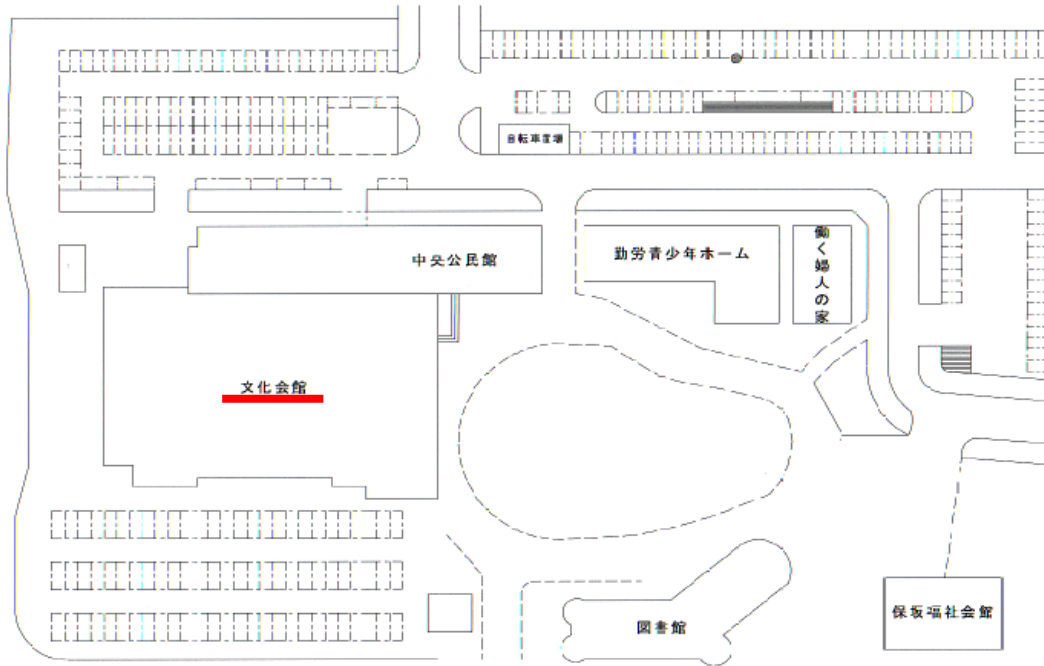 自転車置場
中央公民館
勤労青少年ホーム
働く婦人の家
文化会館
図書館
保坂福祉会館